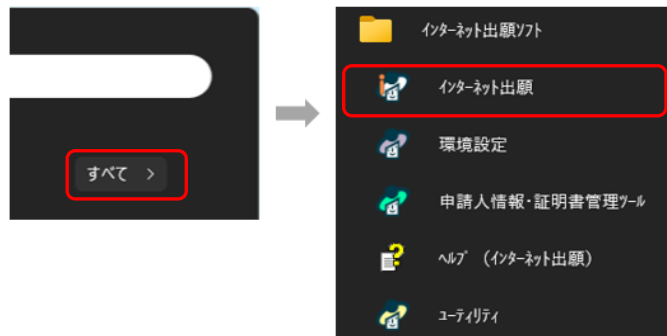 すべて >
インターネット出願ソフト
インターネット出願
環境設定
申請人情報・証明書管理ツール
ヘルプ (インターネット出願)
ユーティリティ